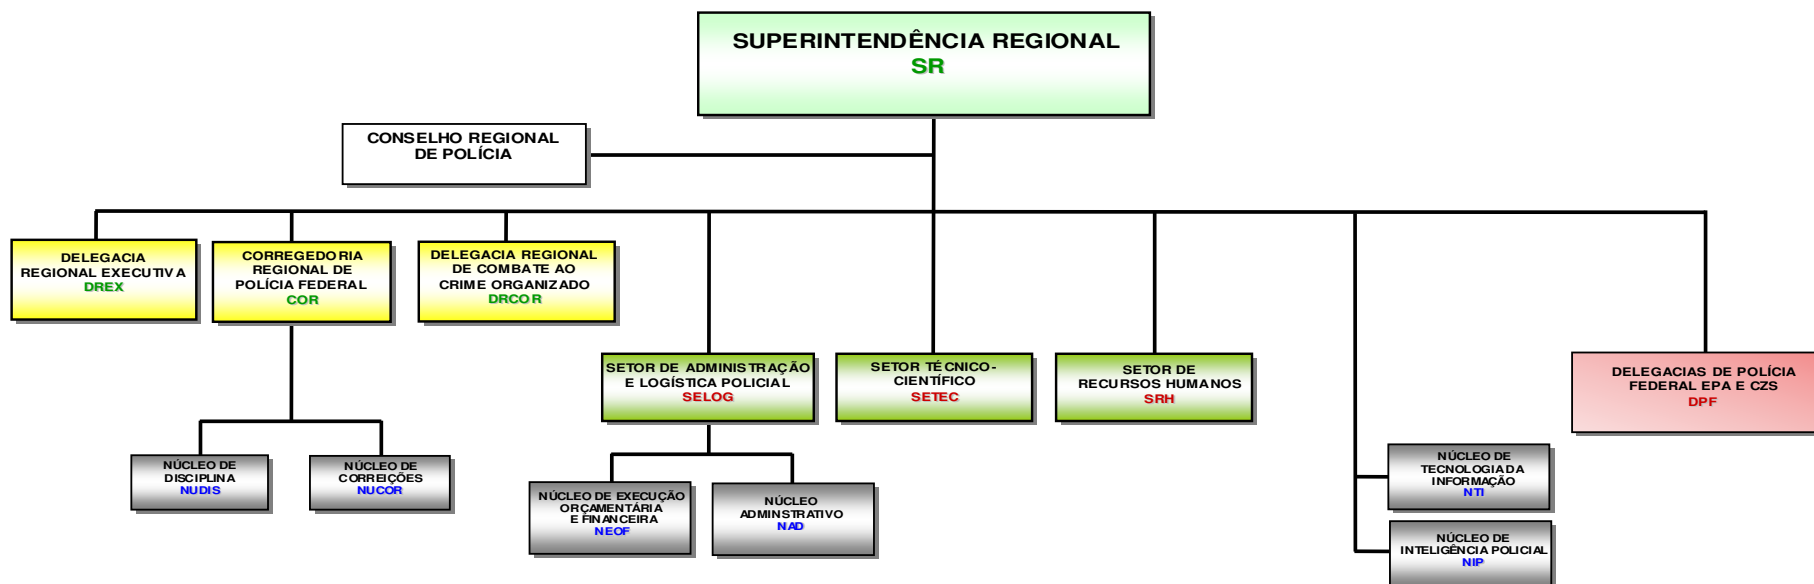 SUPERINTENDÊNCIA REGIONAL
SR
CONSELHO REGIONAL
DE POLÍCIA
DELEGACIA
REGIONAL EXECUTIVA
DREX
CORREGEDORIA
REGIONAL DE
POLÍCIA FEDERAL
COR
DELEGACIA REGIONAL
DE COMBATE AO
CRIME ORGANIZADO
DRCOR
SETOR DE ADMINISTRAÇÃO
E LOGÍSTICA POLICIAL
SELOG
SETOR TÉCNICO-
CIENTÍFICO
SETEC
SETOR DE
RECURSOS HUMANOS
SRH
DELEGACIAS DE POLÍCIA
FEDERAL EPA E CZS
DPF
NÚCLEO DE
DISCIPLINA
NUDIS
NÚCLEO DE
CORREIÇÕES
NUCOR
NÚCLEO DE EXECUÇÃO
ORÇAMENTÁRIA
E FINANCEIRA
NEOF
NÚCLEO
ADMINSTRATIVO
NAD
NÚCLEO DE
TECNOLOGIA DA
INFORMAÇÃO
NTI
NÚCLEO DE
INTELIGÊNCIA POLICIAL
NIP